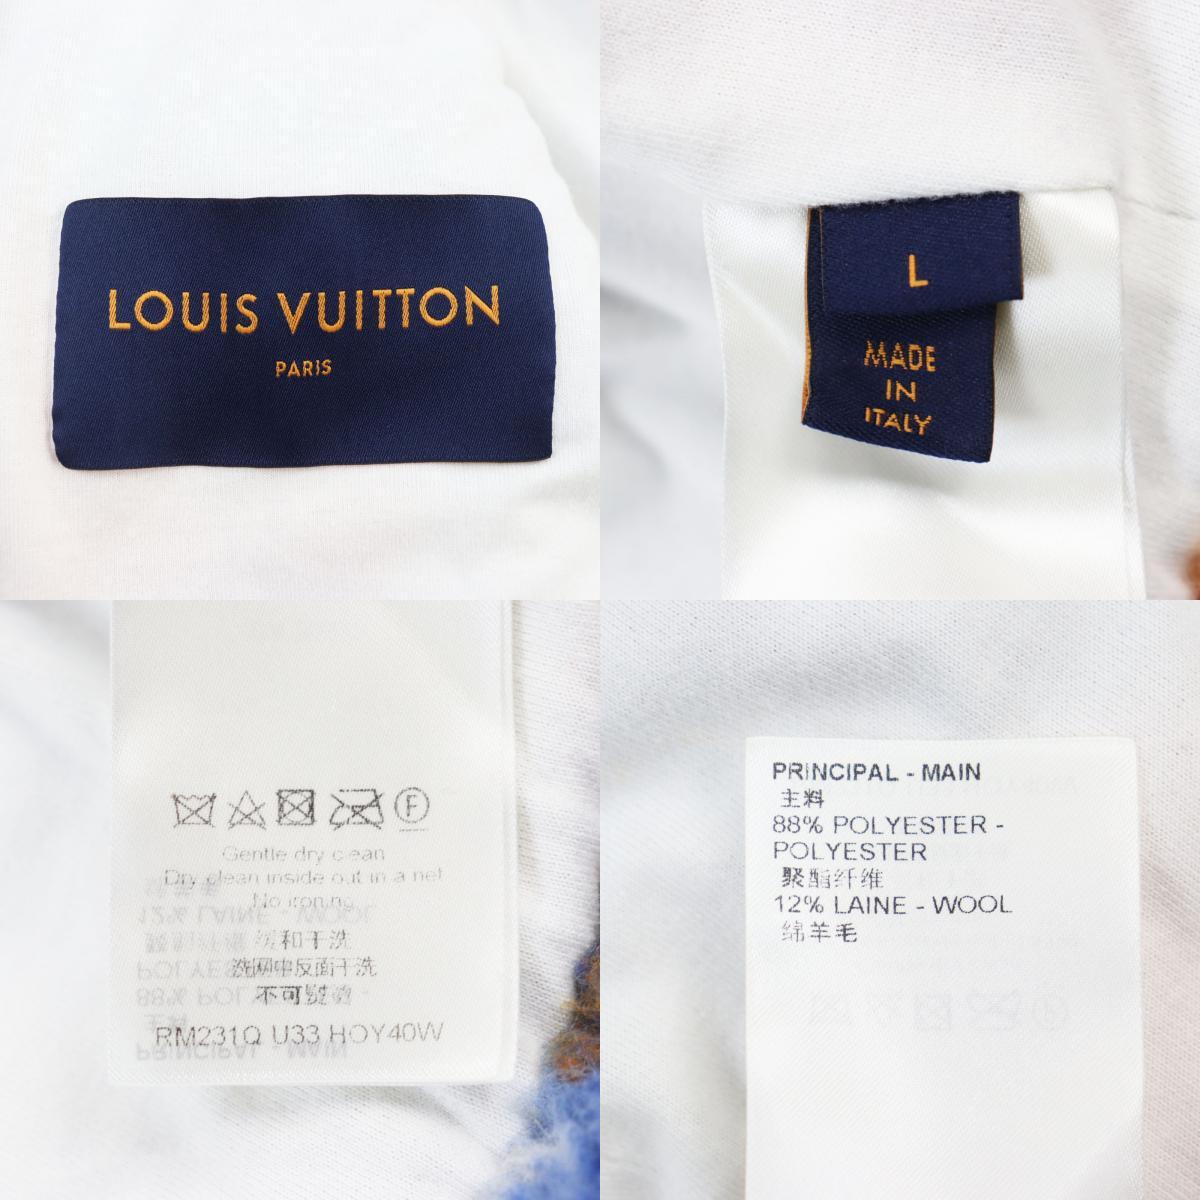 LOUIS VUITTON
PARIS
L
MADE
IN
ITALY
F
Gentle dry clean
Dry clean inside out in a net
No ironing
缓和干洗
洗网中反面干洗
不可熨烫
RM231Q U33 HOY40W
PRINCIPAL - MAIN
主料
88% POLYESTER -
POLYESTER
聚酯纤维
12% LAINE - WOOL
绵羊毛